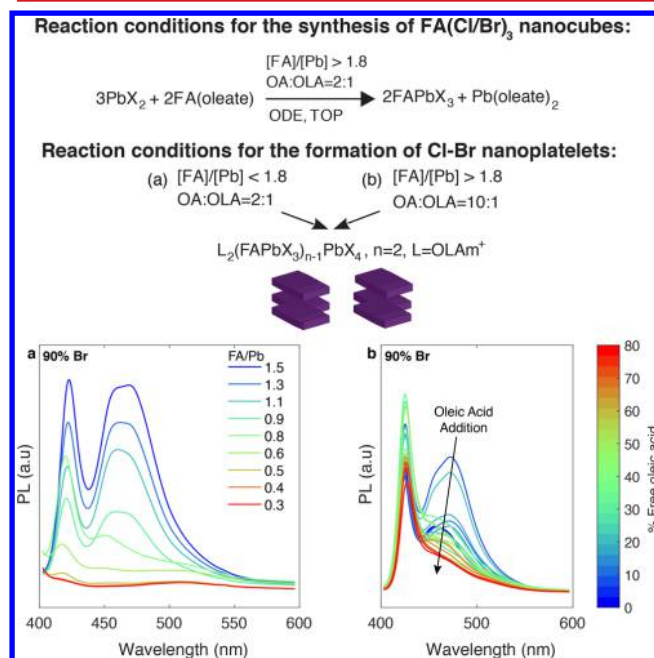 Reaction conditions for the synthesis of FA(Cl/Br)₃ nanocubes:
[FA]/[Pb] > 1.8
OA:OLA=2:1
3PbX₂ + 2FA(oleate) → 2FAPbX₃ + Pb(oleate)₂
ODE, TOP
Reaction conditions for the formation of Cl-Br nanoplatelets:
(a) [FA]/[Pb] < 1.8
OA:OLA=2:1
(b) [FA]/[Pb] > 1.8
OA:OLA=10:1
L₂(FAPbX₃)ₙ₋₁PbX₄, n=2, L=OLAm⁺
a 90% Br
FA/Pb
1.5
1.3
1.1
0.9
0.8
0.6
0.5
0.4
0.3
PL (a.u)
400 450 500 550 600
Wavelength (nm)
b 90% Br
Oleic Acid
Addition
PL (a.u)
400 500 600
Wavelength (nm)
80
70
60
50
40
30
20
10
0
% Free oleic acid